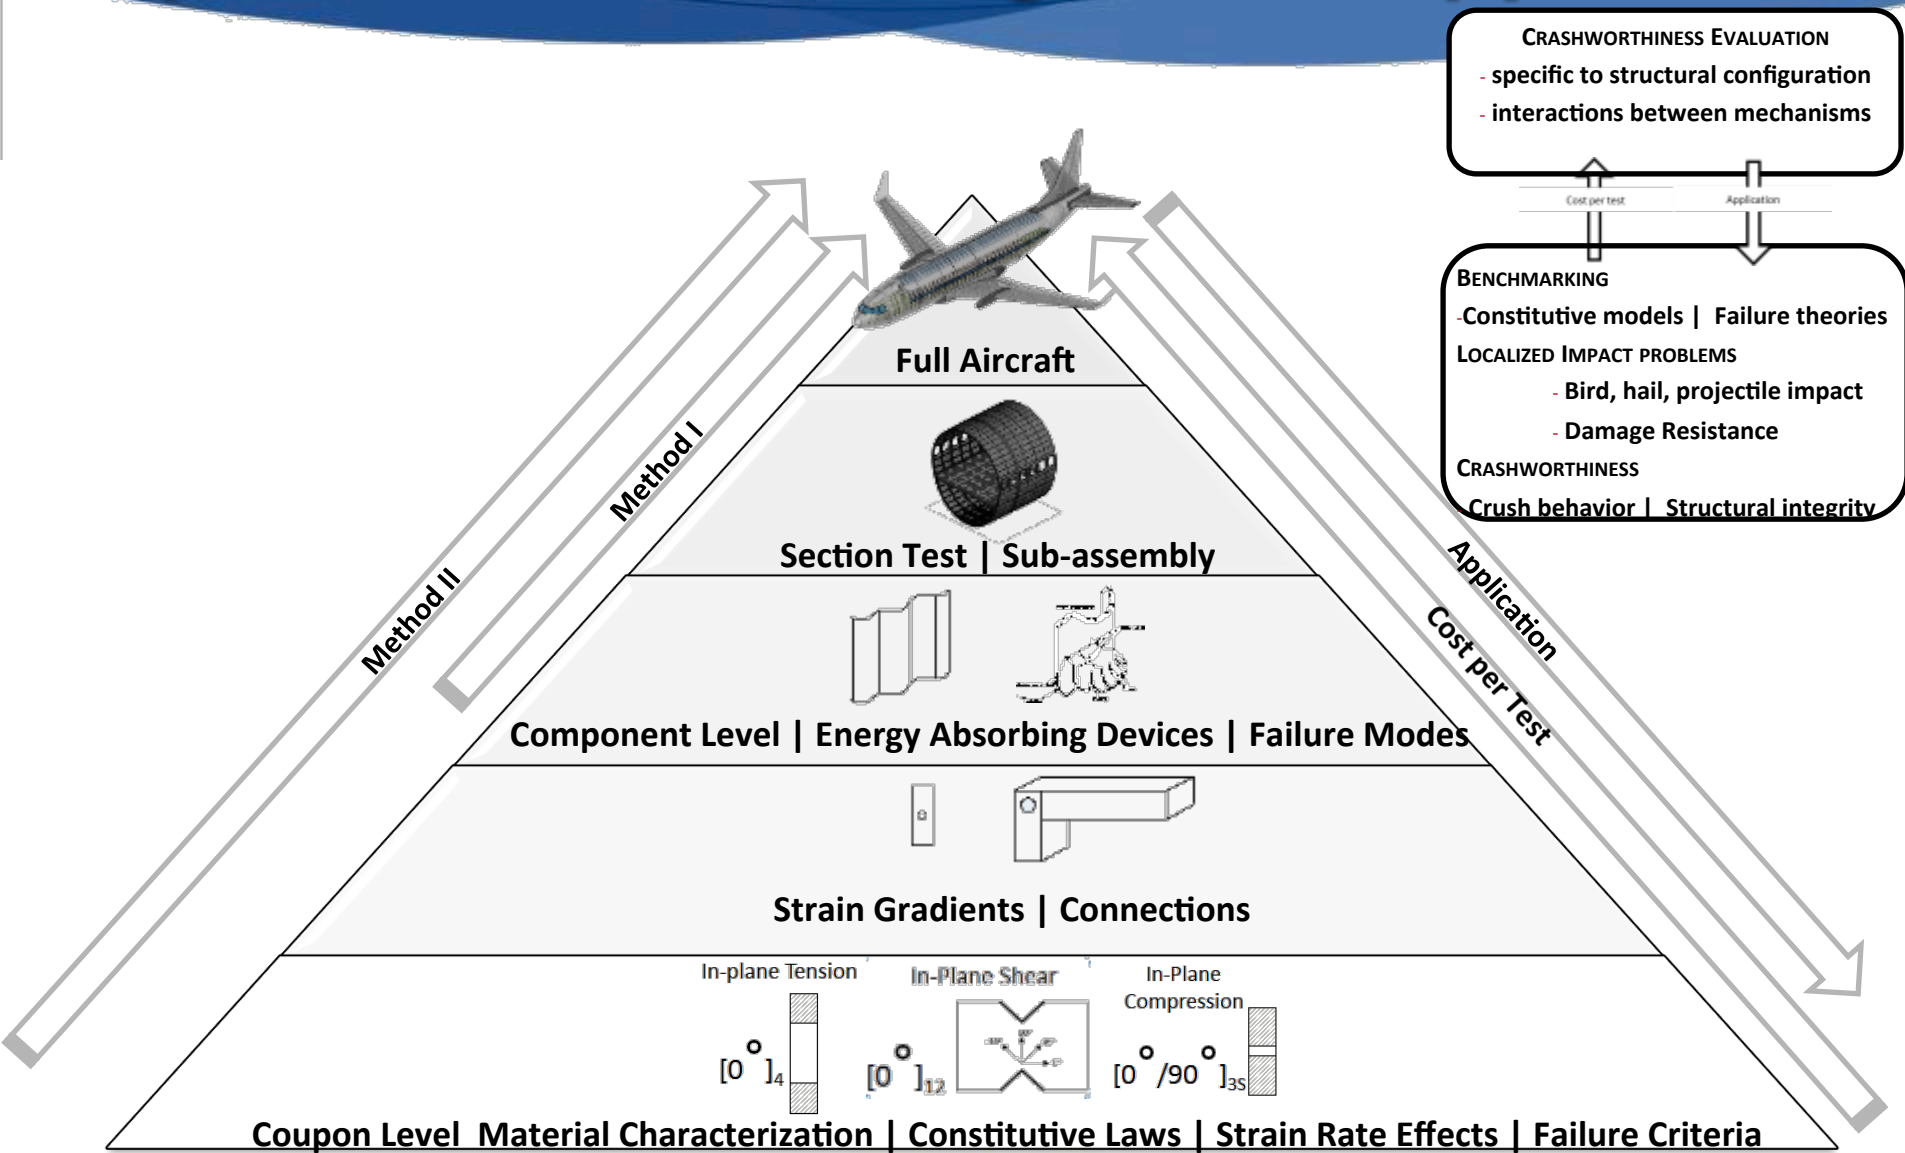 CRASHWORTHINESS EVALUATION
- specific to structural configuration
- interactions between mechanisms
Cost per test
Application
BENCHMARKING
-Constitutive models | Failure theories
LOCALIZED IMPACT PROBLEMS
- Bird, hail, projectile impact
- Damage Resistance
CRASHWORTHINESS
- Crush behavior | Structural integrity
Full Aircraft
Method I
Section Test | Sub-assembly
Method II
Application
Cost per Test
Component Level | Energy Absorbing Devices | Failure Modes
Strain Gradients | Connections
In-plane Tension
In-Plane Shear
In-Plane
Compression
[0°]4
[0°]12
[0°/90°]3S
Coupon Level Material Characterization | Constitutive Laws | Strain Rate Effects | Failure Criteria